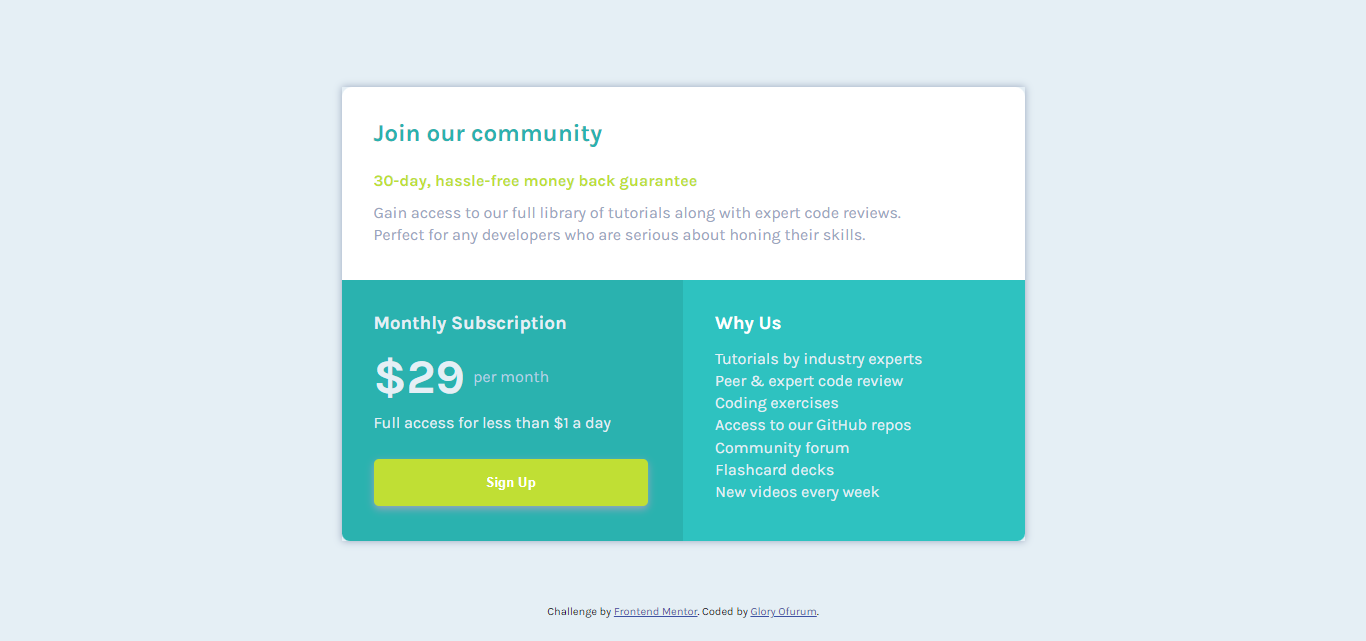 Join our community
30-day, hassle-free money back guarantee
Gain access to our full library of tutorials along with expert code reviews.
Perfect for any developers who are serious about honing their skills.
Monthly Subscription
$29 per month
Full access for less than $1 a day
Sign Up
Why Us
Tutorials by industry experts
Peer & expert code review
Coding exercises
Access to our GitHub repos
Community forum
Flashcard decks
New videos every week
Challenge by Frontend Mentor. Coded by Glory Ofurum.